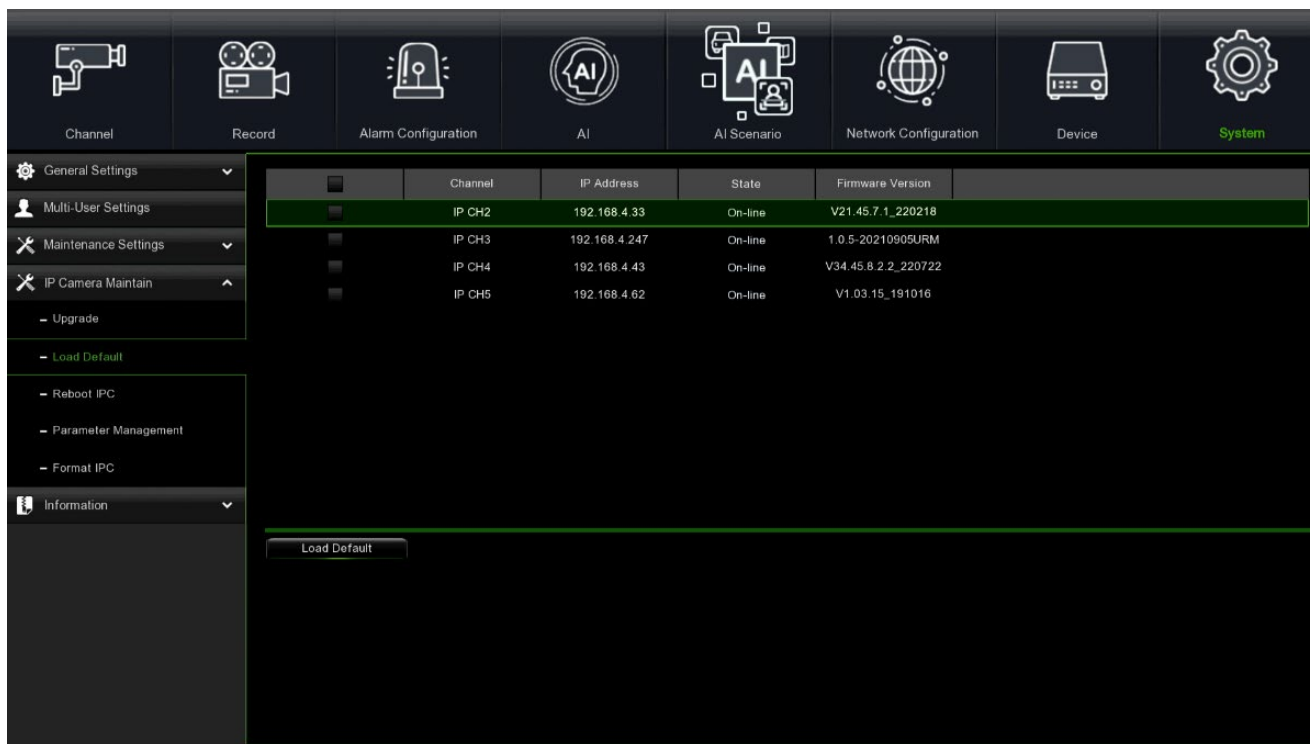 AI
AI
Channel Record Alarm Configuration AI AI Scenario Network Configuration Device System
General Settings
Multi-User Settings
Maintenance Settings
IP Camera Maintain
– Upgrade
– Load Default
– Reboot IPC
– Parameter Management
– Format IPC
Information
Channel IP Address State Firmware Version
IP CH2 192.168.4.33 On-line V21.45.7.1_220218
IP CH3 192.168.4.247 On-line 1.0.5-20210905URM
IP CH4 192.168.4.43 On-line V34.45.8.2.2_220722
IP CH5 192.168.4.62 On-line V1.03.15_191016
Load Default